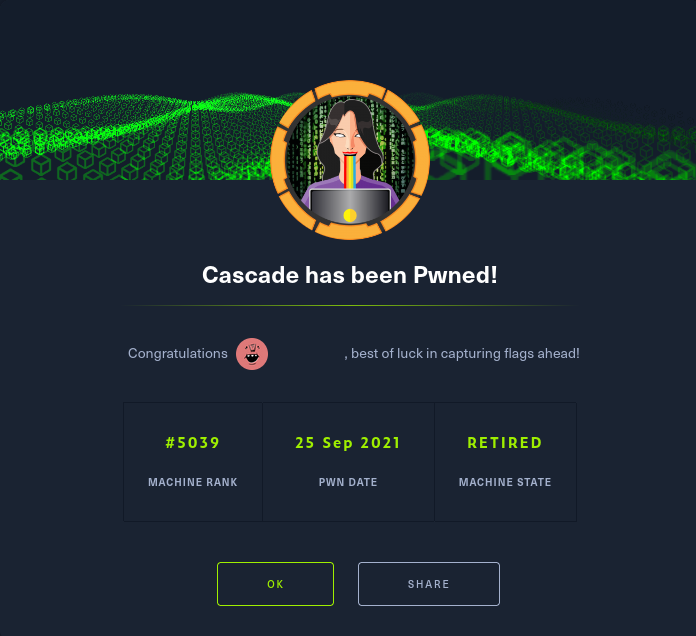 Cascade has been Pwned!
Congratulations , best of luck in capturing flags ahead!
#5039 25 Sep 2021 RETIRED
MACHINE RANK PWN DATE MACHINE STATE
OK SHARE